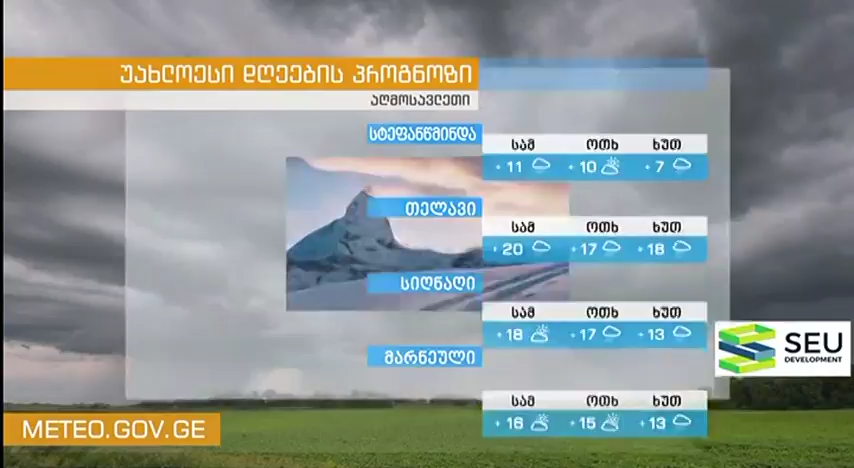 უახლოესი დღეების პროგნოზი
აღმოსავლეთი
სტეფანწმინდა
სამ ოთხ ხუთ
+11 +10 +7
თელავი
სამ ოთხ ხუთ
+20 +17 +18
სიღნაღი
სამ ოთხ ხუთ
+18 +17 +13
მარნეული
სამ ოთხ ხუთ
+16 +15 +13
SEU
DEVELOPMENT
METEO.GOV.GE